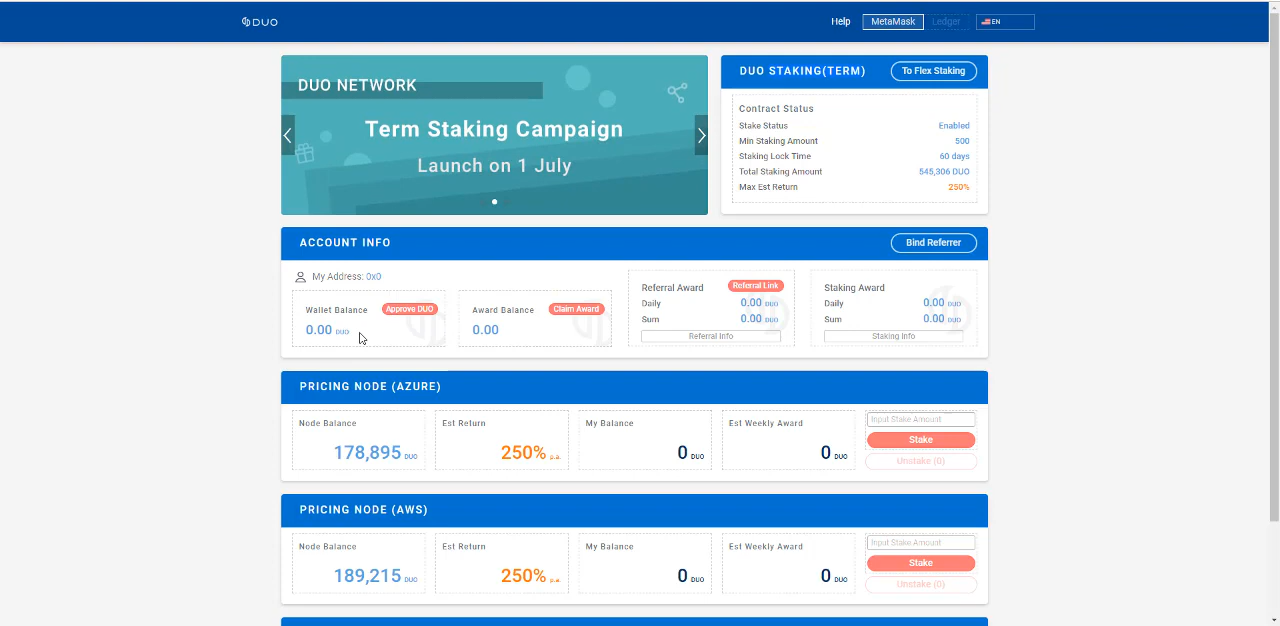 DUO
Help
MetaMask
Ledger
EN
DUO NETWORK
Term Staking Campaign
Launch on 1 July
DUO STAKING(TERM)
To Flex Staking
Contract Status
Stake Status Enabled
Min Staking Amount 500
Staking Lock Time 60 days
Total Staking Amount 545,306 DUO
Max Est Return 250%
ACCOUNT INFO
Bind Referrer
My Address: 0x0
Wallet Balance Approve DUO
0.00 DUO
Award Balance Claim Award
0.00
Referral Award Referral Link
Daily 0.00 DUO
Sum 0.00 DUO
Referral Info
Staking Award
Daily 0.00 DUO
Sum 0.00 DUO
Staking Info
PRICING NODE (AZURE)
Node Balance
178,895 DUO
Est Return
250% p.a.
My Balance
0 DUO
Est Weekly Award
0 DUO
Input Stake Amount
Stake
Unstake (0)
PRICING NODE (AWS)
Node Balance
189,215 DUO
Est Return
250% p.a.
My Balance
0 DUO
Est Weekly Award
0 DUO
Input Stake Amount
Stake
Unstake (0)